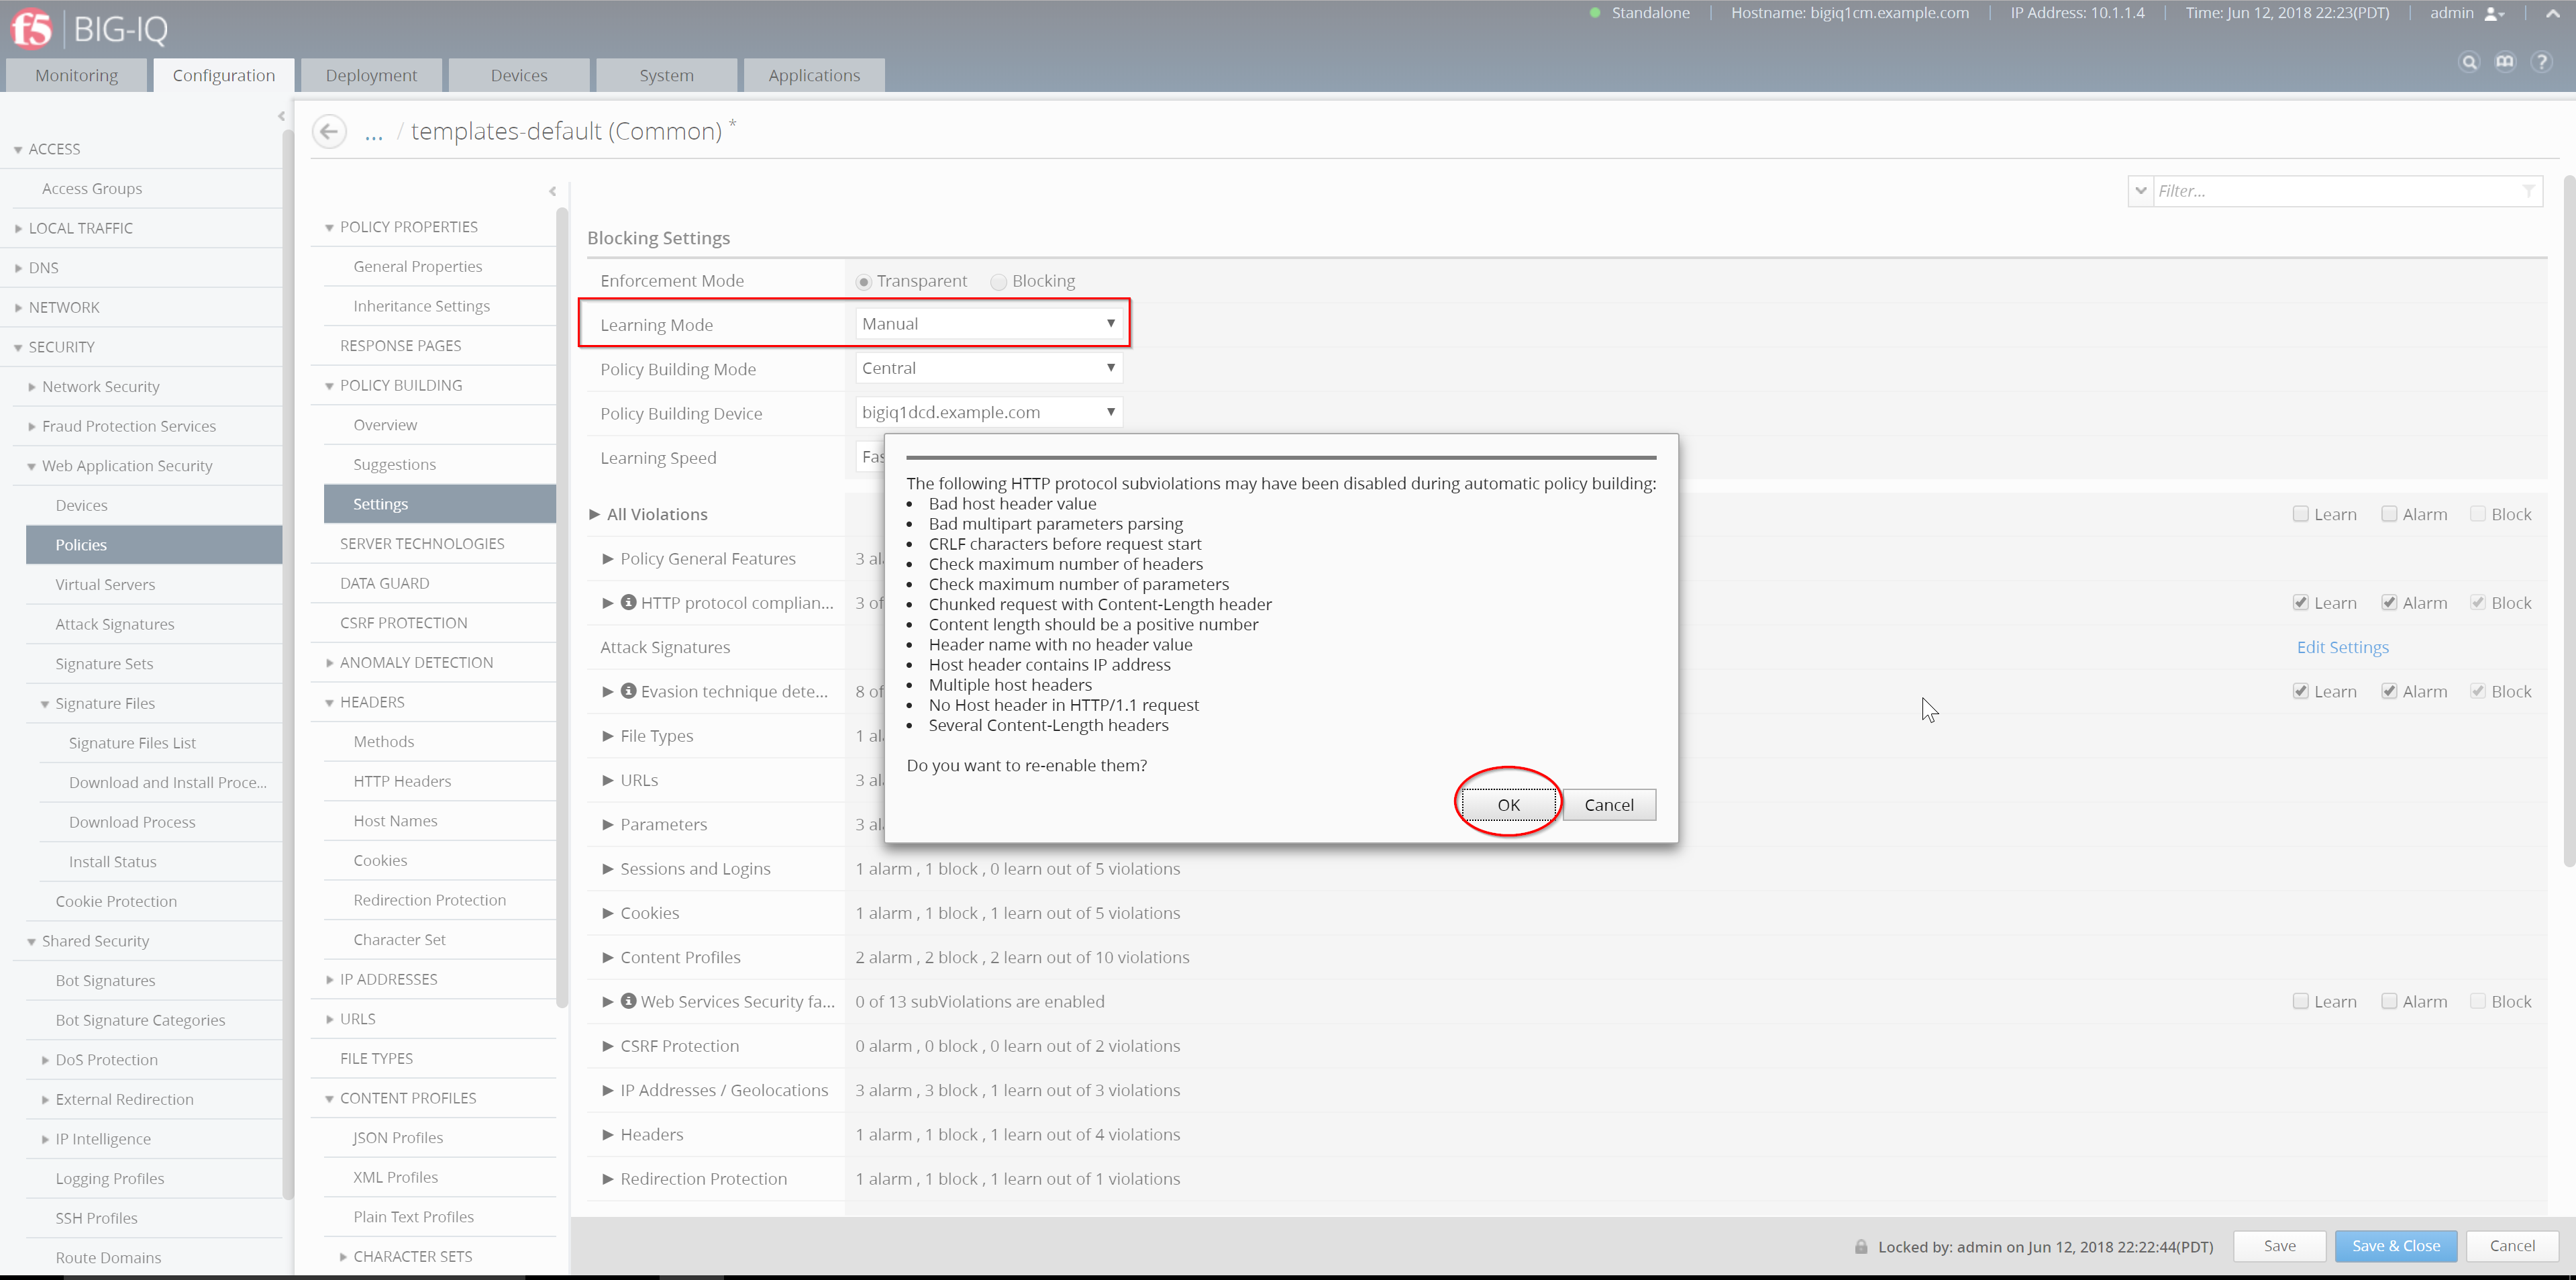 f5 BIG-IQ
Standalone
Hostname: bigiq1cm.example.com
IP Address: 10.1.1.4
Time: Jun 12, 2018 22:23(PDT)
admin
Monitoring
Configuration
Deployment
Devices
System
Applications
?
ACCESS
Access Groups
LOCAL TRAFFIC
DNS
NETWORK
SECURITY
Network Security
Fraud Protection Services
Web Application Security
Devices
Policies
Virtual Servers
Attack Signatures
Signature Sets
Signature Files
Signature Files List
Download and Install Proce...
Download Process
Install Status
Cookie Protection
Shared Security
Bot Signatures
Bot Signature Categories
DoS Protection
External Redirection
IP Intelligence
Logging Profiles
SSH Profiles
Route Domains
... / templates-default (Common) *
POLICY PROPERTIES
General Properties
Inheritance Settings
RESPONSE PAGES
POLICY BUILDING
Overview
Suggestions
Settings
SERVER TECHNOLOGIES
DATA GUARD
CSRF PROTECTION
ANOMALY DETECTION
HEADERS
Methods
HTTP Headers
Host Names
Cookies
Redirection Protection
Character Set
IP ADDRESSES
URLS
FILE TYPES
CONTENT PROFILES
JSON Profiles
XML Profiles
Plain Text Profiles
CHARACTER SETS
Filter...
Blocking Settings
Enforcement Mode Transparent Blocking
Learning Mode Manual
Policy Building Mode Central
Policy Building Device bigiq1dcd.example.com
Learning Speed Fas
All Violations Learn Alarm Block
Policy General Features 3 al
HTTP protocol complian... 3 of Learn Alarm Block
Attack Signatures Edit Settings
Evasion technique dete... 8 of Learn Alarm Block
File Types 1 al
URLs 3 al
Parameters 3 al
Sessions and Logins 1 alarm , 1 block , 0 learn out of 5 violations
Cookies 1 alarm , 1 block , 1 learn out of 5 violations
Content Profiles 2 alarm , 2 block , 2 learn out of 10 violations
Web Services Security fa... 0 of 13 subViolations are enabled Learn Alarm Block
CSRF Protection 0 alarm , 0 block , 0 learn out of 2 violations
IP Addresses / Geolocations 3 alarm , 3 block , 1 learn out of 3 violations
Headers 1 alarm , 1 block , 1 learn out of 4 violations
Redirection Protection 1 alarm , 1 block , 1 learn out of 1 violations
The following HTTP protocol subviolations may have been disabled during automatic policy building:
• Bad host header value
• Bad multipart parameters parsing
• CRLF characters before request start
• Check maximum number of headers
• Check maximum number of parameters
• Chunked request with Content-Length header
• Content length should be a positive number
• Header name with no header value
• Host header contains IP address
• Multiple host headers
• No Host header in HTTP/1.1 request
• Several Content-Length headers
Do you want to re-enable them?
OK
Cancel
Locked by: admin on Jun 12, 2018 22:22:44(PDT)
Save
Save & Close
Cancel